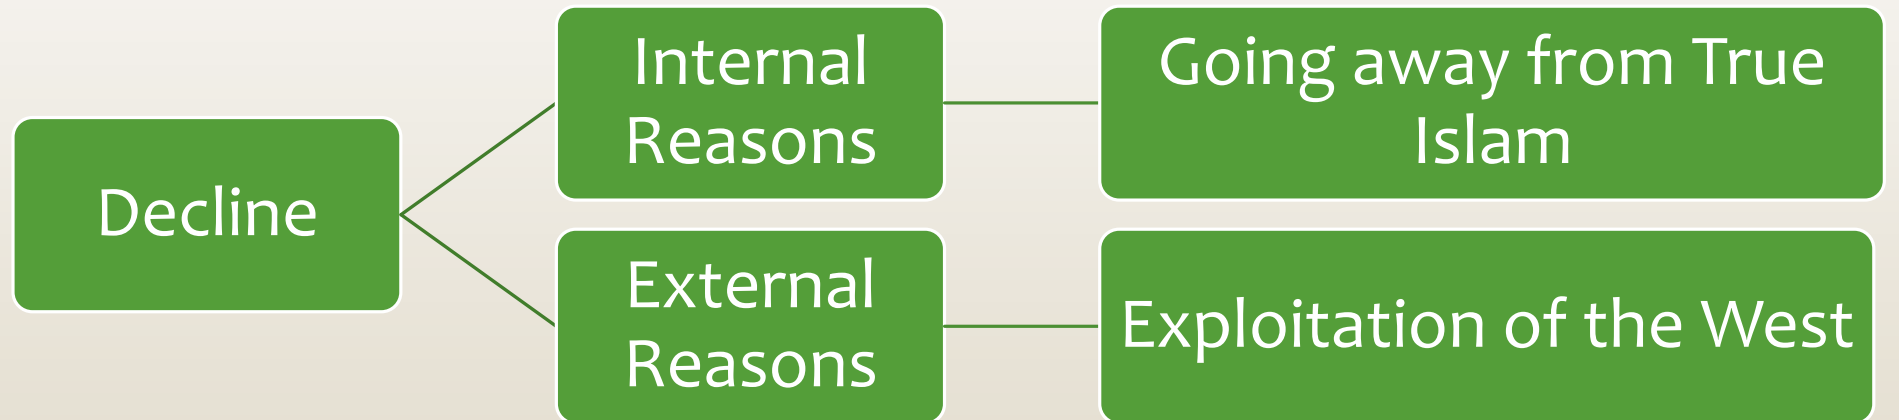 Decline
Internal
Reasons
Going away from True
Islam
External
Reasons
Exploitation of the West